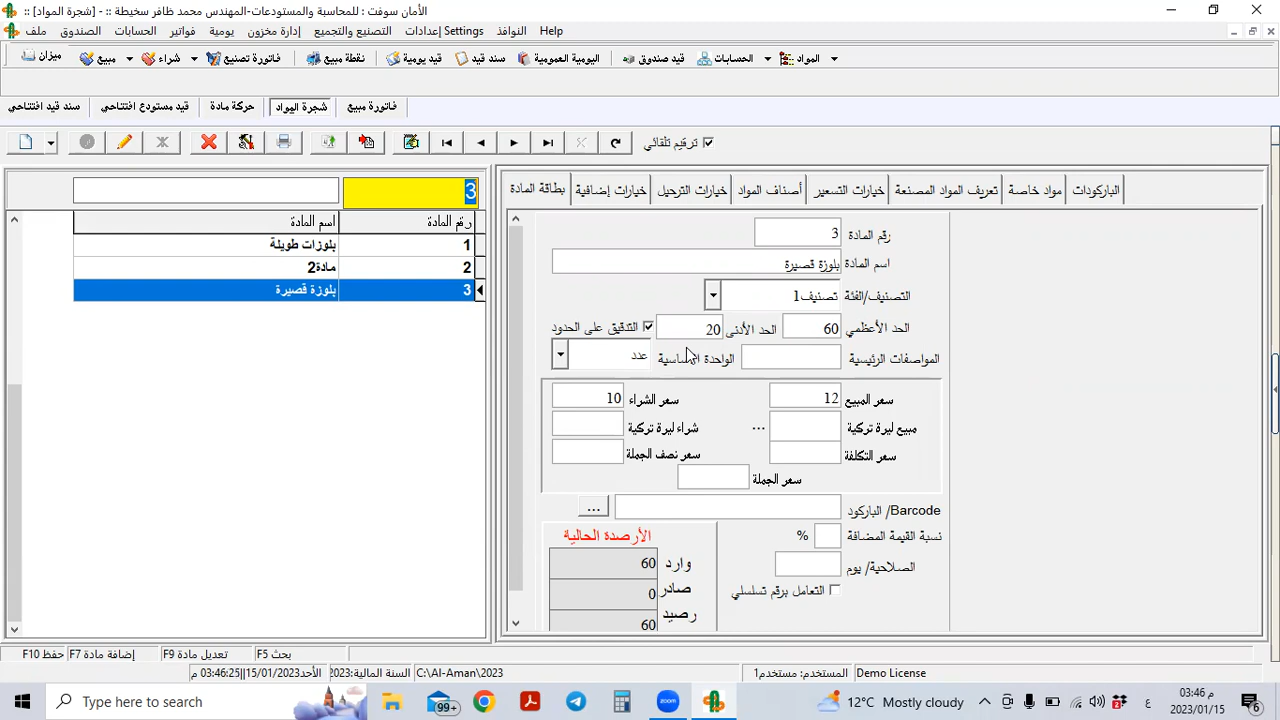 الأمان سوفت : للمحاسبة والمستودعات-المهندس محمد ظافر سخيطة :: - [شجرة المواد] ::
ملف الصندوق الحسابات فواتير يومية إدارة مخزون التصنيع والتجميع إعدادات Settings النوافذ Help
ميزان مبيع شراء فاتورة تصنيع نقطة مبيع قيد يومية سند قيد اليومية العمومية قيد صندوق الحسابات المواد
سند قيد افتتاحي قيد مستودع افتتاحي حركة مادة شجرة المواد فاتورة مبيع
ترقيم تلقائي
3
رقم المادة اسم المادة
1 بلوزات طويلة
2 مادة2
3 بلوزة قصيرة
بطاقة المادة خيارات إضافية خيارات الترحيل أصناف المواد خيارات التسعير تعريف المواد المصنعة مواد خاصة الباركودات
رقم المادة 3
اسم المادة بلوزة قصيرة
التصنيف/الفئة تصنيف1
الحد الأعظمي 60 الحد الأدنى 20 التدقيق على الحدود
المواصفات الرئيسية الواحدة الأساسية عدد
سعر المبيع 12 سعر الشراء 10
مبيع ليرة تركية ... شراء ليرة تركية
سعر التكلفة سعر نصف الجملة
سعر الجملة
الباركود /Barcode ...
نسبة القيمة المضافة %
الصلاحية/ يوم
التعامل برقم تسلسلي
الأرصدة الحالية
وارد 60
صادر 0
رصيد 60
حفظ F10 إضافة مادة F7 تعديل مادة F9 بحث F5
الأحد15/01/2023||03:46:25 م السنة المالية:2023 C:\Al-Aman\2023 المستخدم: مستخدم1 Demo License
Type here to search
99+
12°C Mostly cloudy
ع
03:46 م
2023/01/15
6